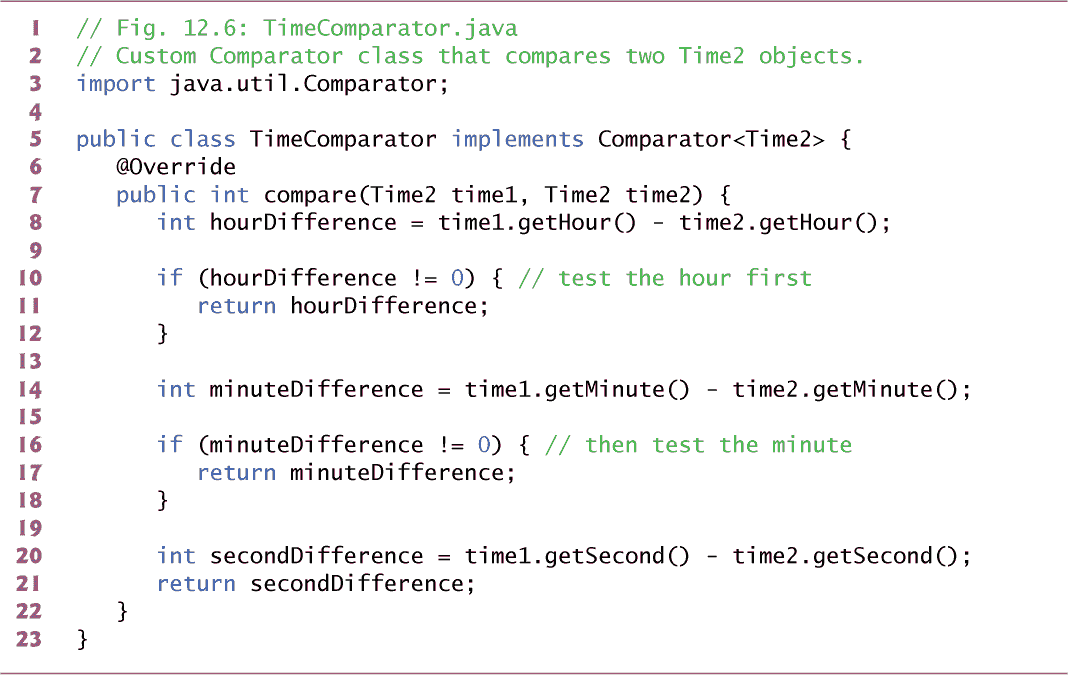 1 // Fig. 12.6: TimeComparator.java
2 // Custom Comparator class that compares two Time2 objects.
3 import java.util.Comparator;
4
5 public class TimeComparator implements Comparator<Time2> {
6    @Override
7    public int compare(Time2 time1, Time2 time2) {
8       int hourDifference = time1.getHour() - time2.getHour();
9
10       if (hourDifference != 0) { // test the hour first
11          return hourDifference;
12       }
13
14       int minuteDifference = time1.getMinute() - time2.getMinute();
15
16       if (minuteDifference != 0) { // then test the minute
17          return minuteDifference;
18       }
19
20       int secondDifference = time1.getSecond() - time2.getSecond();
21       return secondDifference;
22    }
23 }